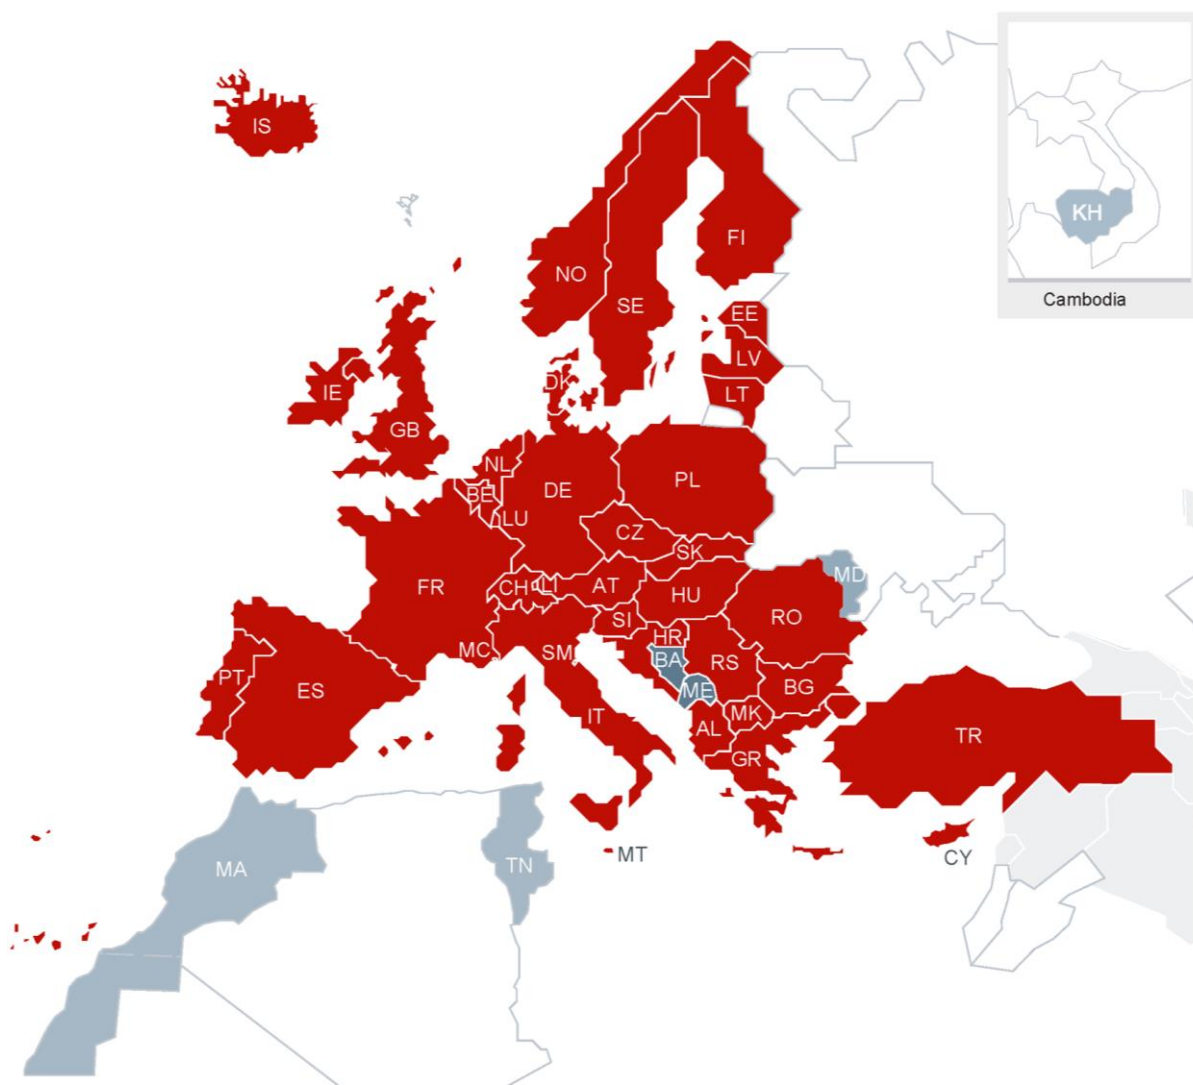 IS
KH
Cambodia
FI
NO
SE
EE
LV
LT
DK
IE
GB
NL
BE
DE
PL
LU
CZ
SK
FR
CH
LI
AT
HU
MD
RO
SI
HR
MC
SM
BA
RS
PT
ES
ME
BG
IT
MK
AL
TR
GR
MT
CY
MA
TN